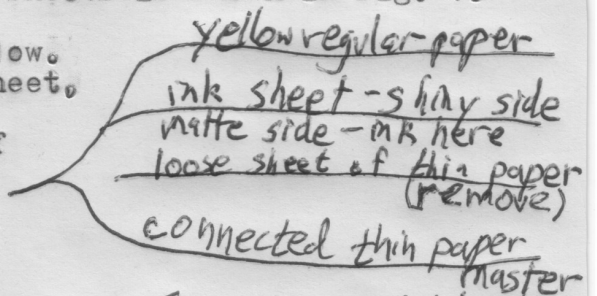 yellow regular paper
ow.
heet.
ink sheet - shiny side
matte side - ink here
loose sheet of thin paper
(remove)
connected thin paper
master